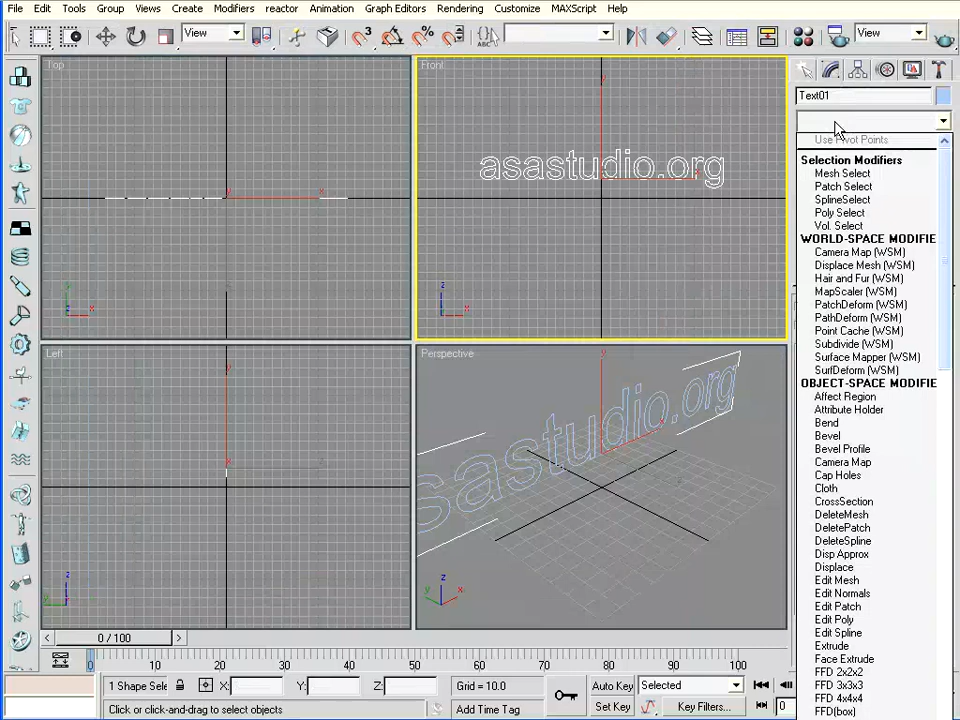 File Edit Tools Group Views Create Modifiers reactor Animation Graph Editors Rendering Customize MAXScript Help
View View
Top Front
Text01
Use Pivot Points
Selection Modifiers
Mesh Select
Patch Select
SplineSelect
Poly Select
Vol. Select
WORLD-SPACE MODIFIE
Camera Map (WSM)
Displace Mesh (WSM)
Hair and Fur (WSM)
MapScaler (WSM)
PatchDeform (WSM)
PathDeform (WSM)
Point Cache (WSM)
Subdivide (WSM)
Surface Mapper (WSM)
SurfDeform (WSM)
OBJECT-SPACE MODIFIE
Affect Region
Attribute Holder
Bend
Bevel
Bevel Profile
Camera Map
Cap Holes
Cloth
CrossSection
DeleteMesh
DeletePatch
DeleteSpline
Disp Approx
Displace
Edit Mesh
Edit Normals
Edit Patch
Edit Poly
Edit Spline
Extrude
Face Extrude
FFD 2x2x2
FFD 3x3x3
FFD 4x4x4
FFD(box)
asastudio.org
Left Perspective
asastudio.org
0 / 100
0 10 20 30 40 50 60 70 80 90 100
1 Shape Sele X: Y: Z: Grid = 10.0 Auto Key Selected
Click or click-and-drag to select objects Add Time Tag Set Key Key Filters... 0